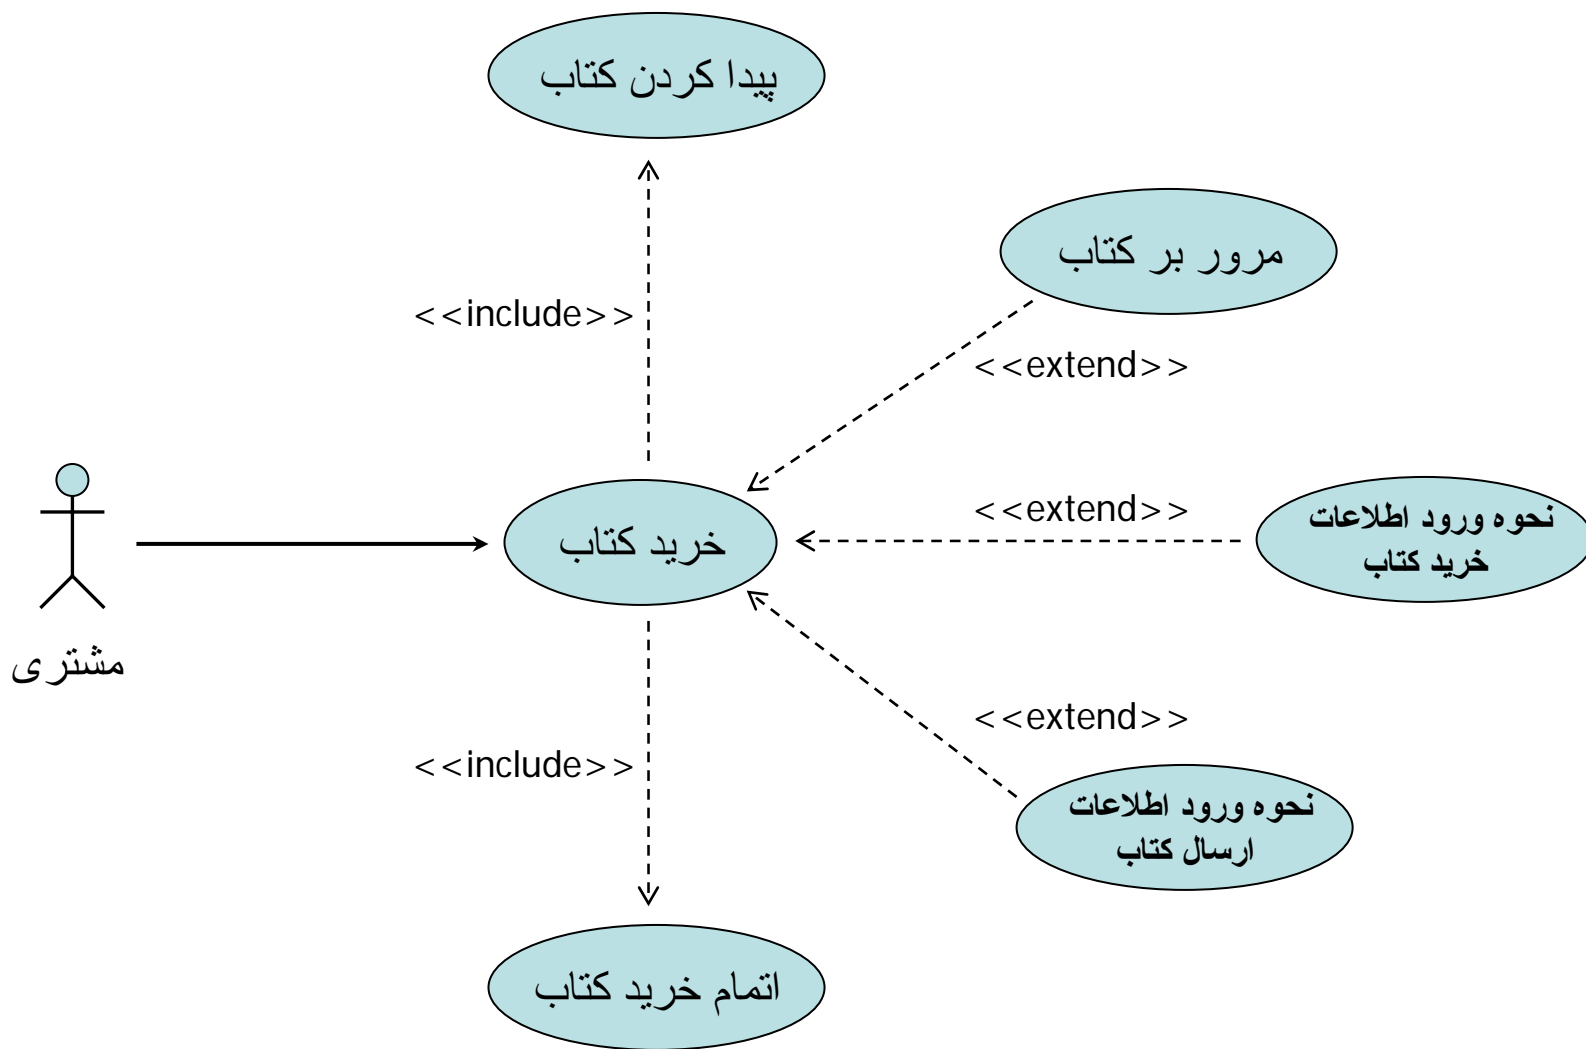 پیدا کردن کتاب
مرور بر کتاب
<<include>>
<<extend>>
<<extend>>
نحوه ورود اطلاعات
خرید کتاب
خرید کتاب
مشتری
<<extend>>
<<include>>
نحوه ورود اطلاعات
ارسال کتاب
اتمام خرید کتاب